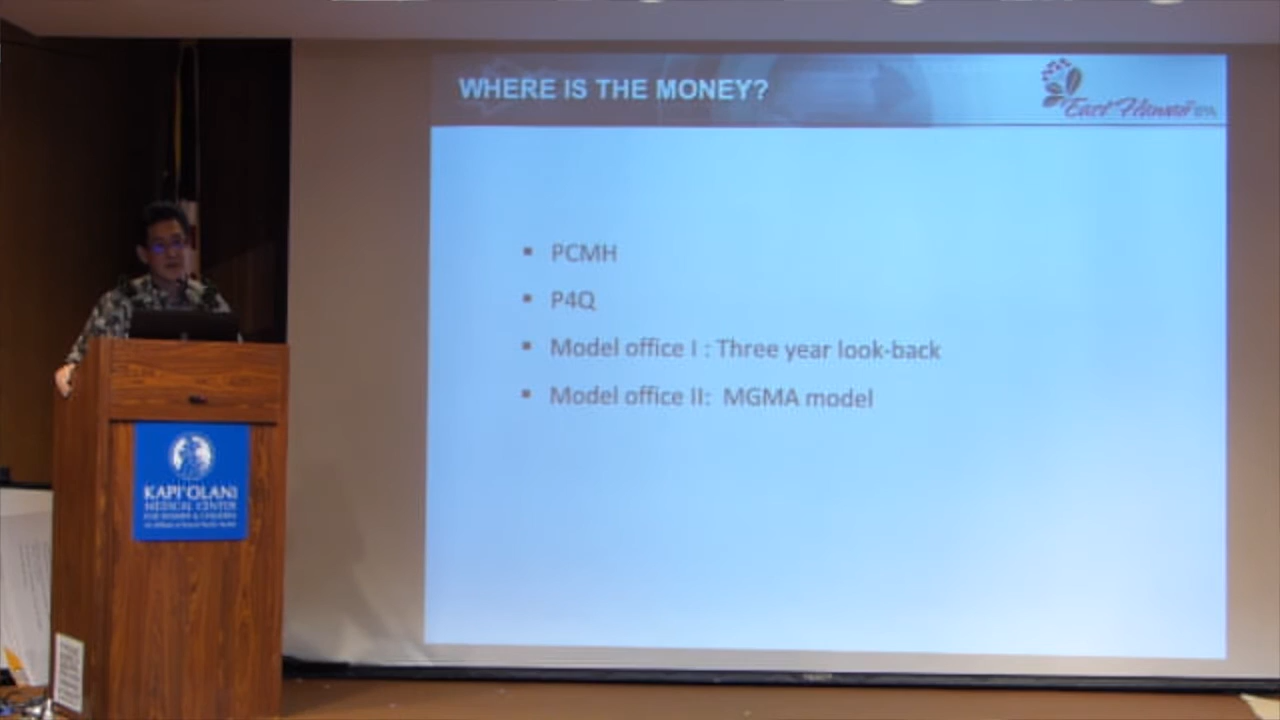 WHERE IS THE MONEY?
East Hawaii IPA
▪ PCMH
▪ P4Q
▪ Model office I : Three year look-back
▪ Model office II: MGMA model
KAPI'OLANI
MEDICAL CENTER
FOR WOMEN & CHILDREN